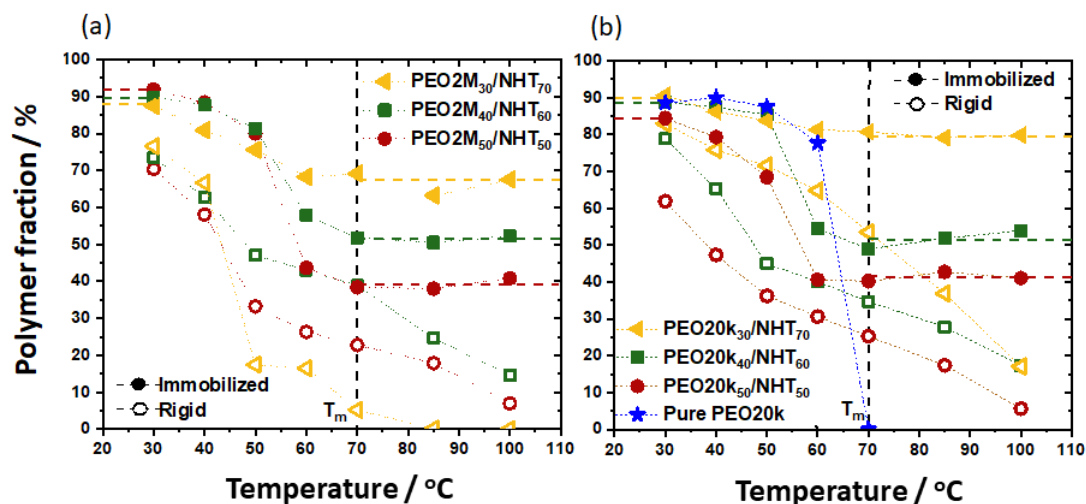 (a)
(b)
Polymer fraction / %
100
90
80
70
60
50
40
30
20
10
0
PEO2M₃₀/NHT₇₀
PEO2M₄₀/NHT₆₀
PEO2M₅₀/NHT₅₀
Immobilized
Rigid
Tₘ
20 30 40 50 60 70 80 90 100 110
Temperature / °C
100
90
80
70
60
50
40
30
20
10
0
Immobilized
Rigid
PEO20k₃₀/NHT₇₀
PEO20k₄₀/NHT₆₀
PEO20k₅₀/NHT₅₀
Pure PEO20k
Tₘ
20 30 40 50 60 70 80 90 100 110
Temperature / °C